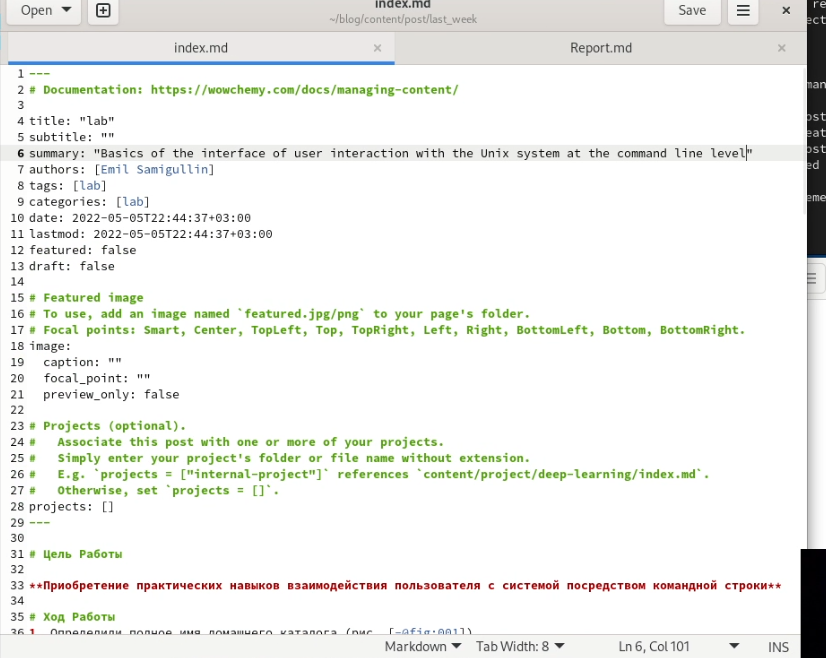 Open
index.md
~/blog/content/post/last_week
Save
index.md
Report.md
1 ---
2 # Documentation: https://wowchemy.com/docs/managing-content/
3
4 title: "lab"
5 subtitle: ""
6 summary: "Basics of the interface of user interaction with the Unix system at the command line level"
7 authors: [Emil Samigullin]
8 tags: [lab]
9 categories: [lab]
10 date: 2022-05-05T22:44:37+03:00
11 lastmod: 2022-05-05T22:44:37+03:00
12 featured: false
13 draft: false
14
15 # Featured image
16 # To use, add an image named `featured.jpg/png` to your page's folder.
17 # Focal points: Smart, Center, TopLeft, Top, TopRight, Left, Right, BottomLeft, Bottom, BottomRight.
18 image:
19   caption: ""
20   focal_point: ""
21   preview_only: false
22
23 # Projects (optional).
24 #   Associate this post with one or more of your projects.
25 #   Simply enter your project's folder or file name without extension.
26 #   E.g. `projects = ["internal-project"]` references `content/project/deep-learning/index.md`.
27 #   Otherwise, set `projects = []`.
28 projects: []
29 ---
30
31 # Цель Работы
32
33 **Приобретение практических навыков взаимодействия пользователя с системой посредством командной строки**
34
35 # Ход Работы
36 1. Определили полное имя домашнего каталога (рис. [-@fig:001])
Markdown
Tab Width: 8
Ln 6, Col 101
INS